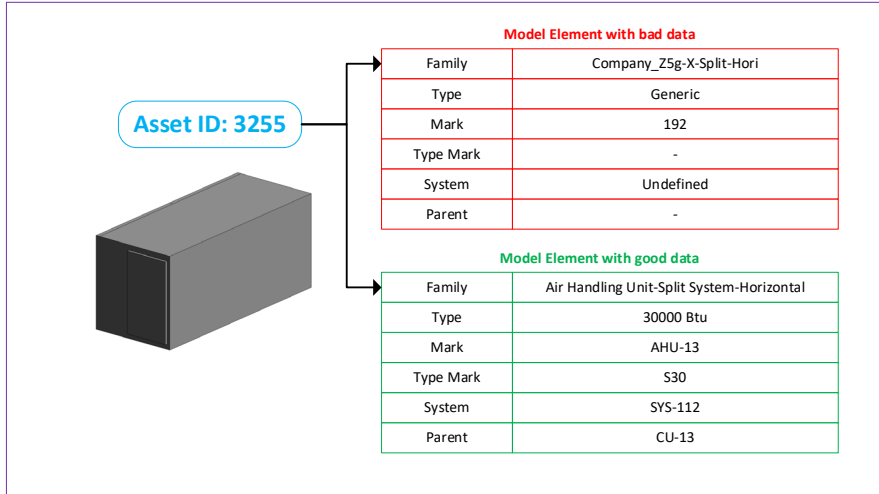 Model Element with bad data
Asset ID: 3255
Family Company_Z5g-X-Split-Hori
Type Generic
Mark 192
Type Mark -
System Undefined
Parent -
Model Element with good data
Family Air Handling Unit-Split System-Horizontal
Type 30000 Btu
Mark AHU-13
Type Mark S30
System SYS-112
Parent CU-13